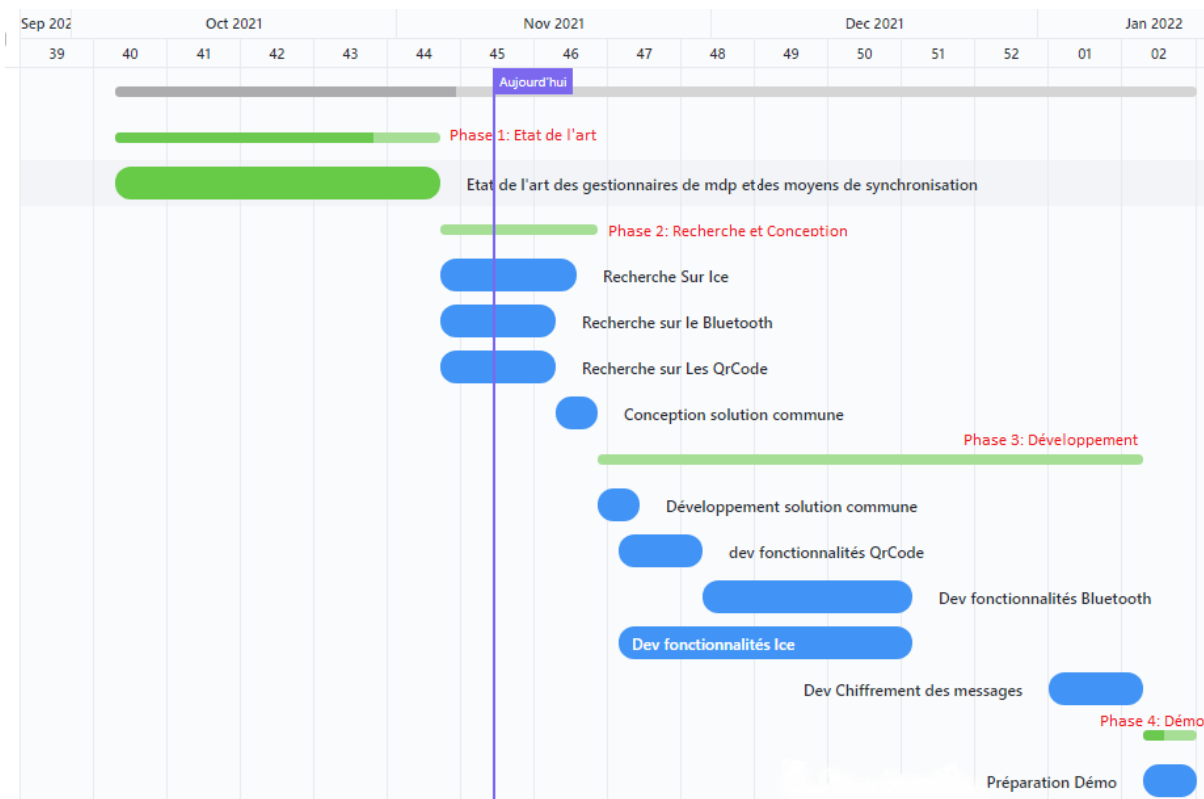 Sep 202 Oct 2021 Nov 2021 Dec 2021 Jan 2022
39 40 41 42 43 44 45 46 47 48 49 50 51 52 01 02
Aujourd'hui
Phase 1: Etat de l'art
Etat de l'art des gestionnaires de mdp et des moyens de synchronisation
Phase 2: Recherche et Conception
Recherche Sur Ice
Recherche sur le Bluetooth
Recherche sur Les QrCode
Conception solution commune
Phase 3: Développement
Développement solution commune
dev fonctionnalités QrCode
Dev fonctionnalités Bluetooth
Dev fonctionnalités Ice
Dev Chiffrement des messages
Phase 4: Démo
Préparation Démo